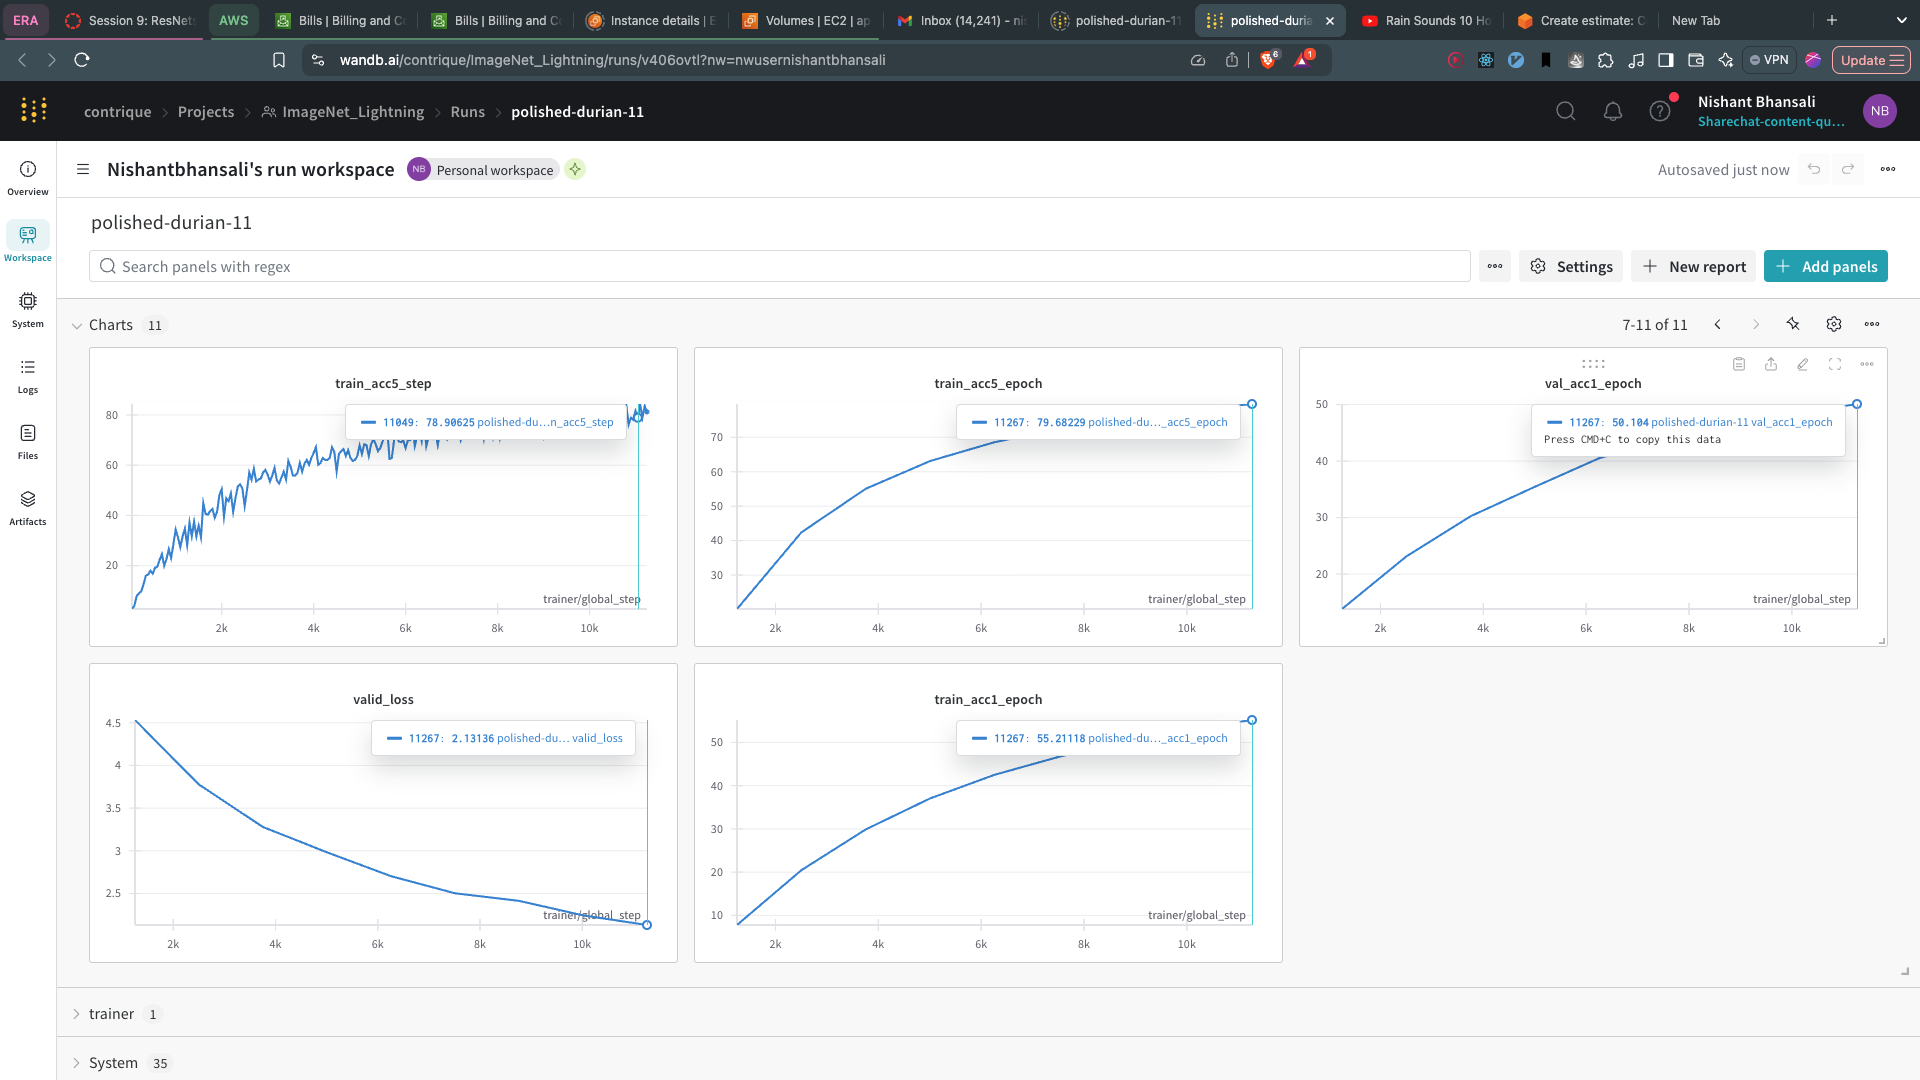 ERA
Session 9: ResNets
AWS
Bills | Billing and Co
Bills | Billing and Co
Instance details | E
Volumes | EC2 | ap
Inbox (14,241) – nis
polished-durian-11
polished-duria
Rain Sounds 10 Ho
Create estimate: C
New Tab
wandb.ai/contrique/ImageNet_Lightning/runs/v406ovtl?nw=nwusernishantbhansali
6
1
VPN
Update
contrique
Projects
ImageNet_Lightning
Runs
polished-durian-11
Nishant Bhansali
Sharechat-content-qu...
NB
Overview
Workspace
System
Logs
Files
Artifacts
Nishantbhansali's run workspace
NB
Personal workspace
Autosaved just now
polished-durian-11
Search panels with regex
Settings
New report
Add panels
Charts 11
7-11 of 11
train_acc5_step
11049: 78.90625 polished-du...n_acc5_step
80
60
40
20
trainer/global_step
2k 4k 6k 8k 10k
train_acc5_epoch
11267: 79.68229 polished-du..._acc5_epoch
70
60
50
40
30
trainer/global_step
2k 4k 6k 8k 10k
val_acc1_epoch
11267: 50.104 polished-durian-11 val_acc1_epoch
Press CMD+C to copy this data
50
40
30
20
trainer/global_step
2k 4k 6k 8k 10k
valid_loss
11267: 2.13136 polished-du... valid_loss
4.5
4
3.5
3
2.5
trainer/global_step
2k 4k 6k 8k 10k
train_acc1_epoch
11267: 55.21118 polished-du..._acc1_epoch
50
40
30
20
10
trainer/global_step
2k 4k 6k 8k 10k
trainer 1
System 35